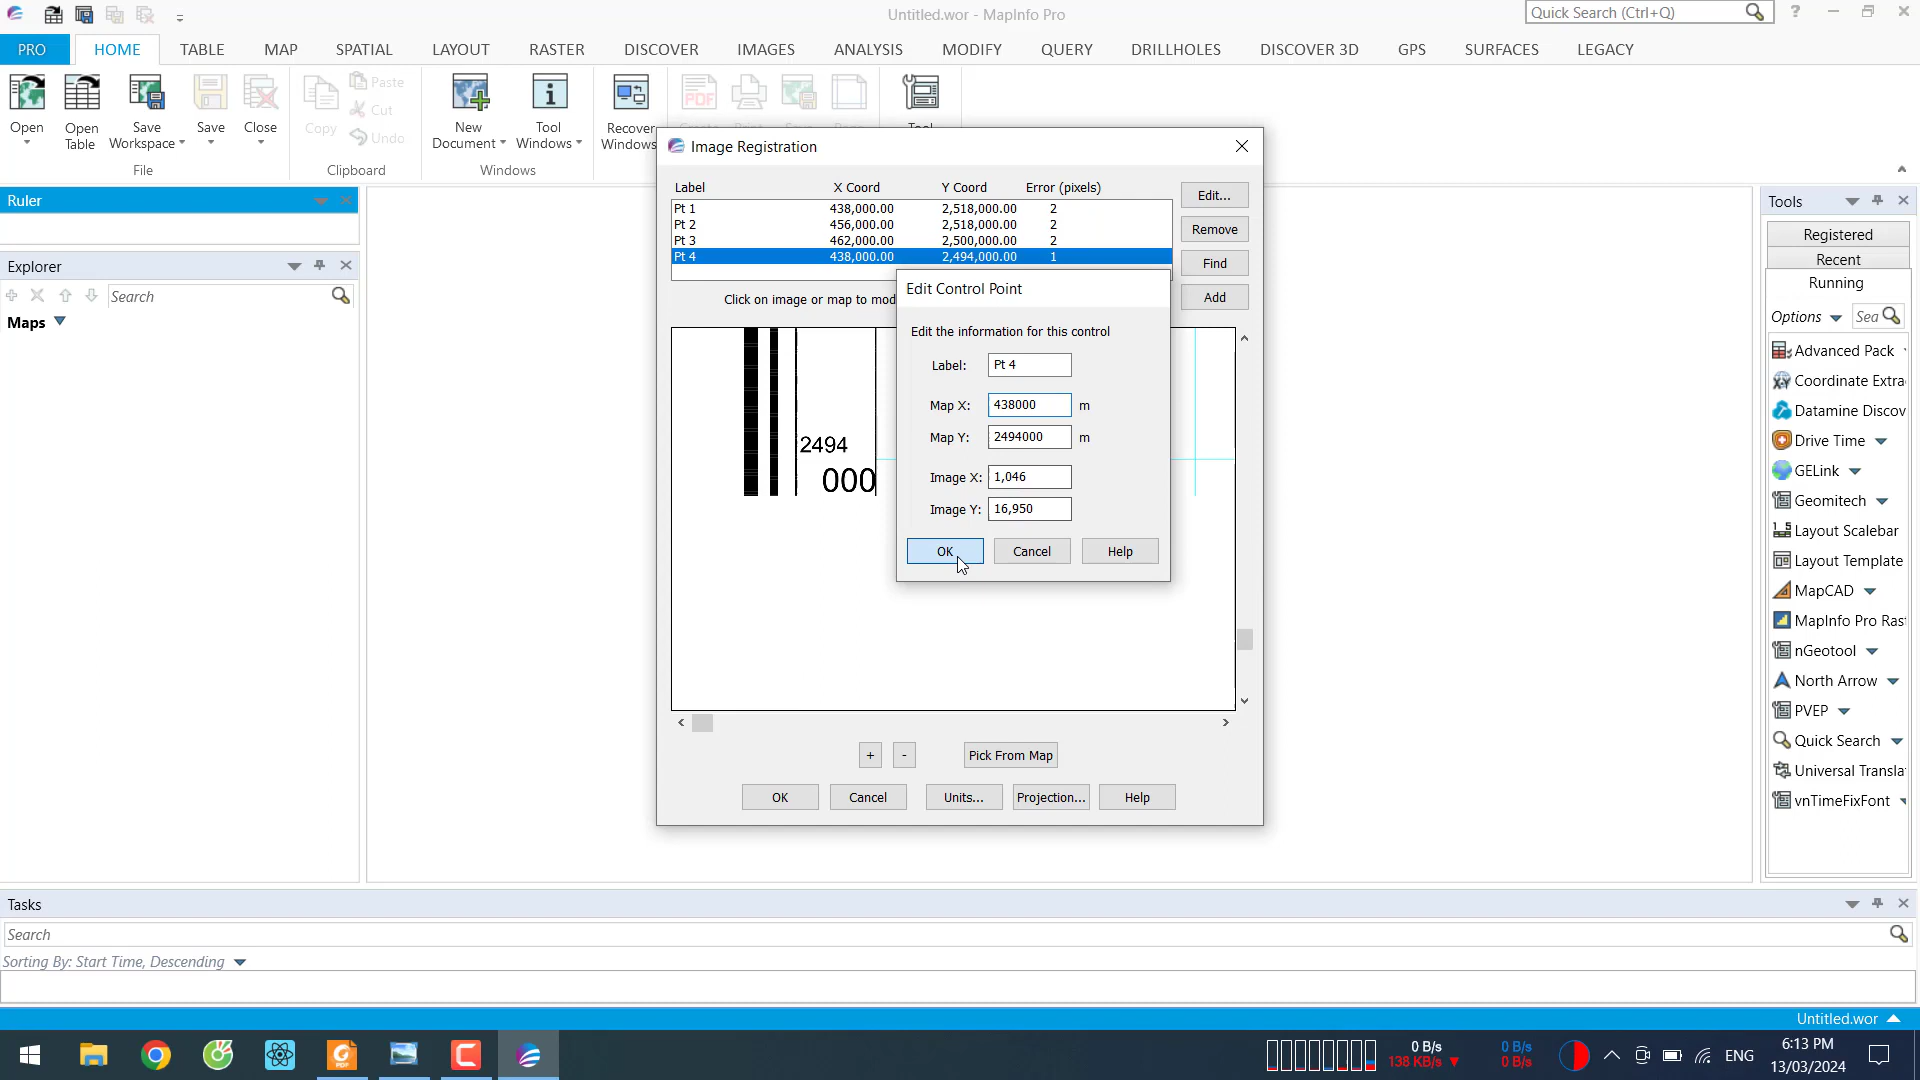 Untitled.wor - MapInfo Pro
Quick Search (Ctrl+Q)
PRO HOME TABLE MAP SPATIAL LAYOUT RASTER DISCOVER IMAGES ANALYSIS MODIFY QUERY DRILLHOLES DISCOVER 3D GPS SURFACES LEGACY
Open
Open Table
Save Workspace
Save
Close
File
Copy
Paste
Cut
Undo
Clipboard
New Document
Tool Windows
Windows
Recover Windows
PDF
Ruler
Explorer
Search
Maps
Image Registration
Label X Coord Y Coord Error (pixels)
Pt 1 438,000.00 2,518,000.00 2
Pt 2 456,000.00 2,518,000.00 2
Pt 3 462,000.00 2,500,000.00 2
Pt 4 438,000.00 2,494,000.00 1
Edit...
Remove
Find
Add
Click on image or map to mod
2494
000
Edit Control Point
Edit the information for this control
Label: Pt 4
Map X: 438000 m
Map Y: 2494000 m
Image X: 1,046
Image Y: 16,950
OK Cancel Help
+ - Pick From Map
OK Cancel Units... Projection... Help
Tools
Registered
Recent
Running
Options Sea
Advanced Pack
Coordinate Extra
Datamine Discov
Drive Time
GELink
Geomitech
Layout Scalebar
Layout Template
MapCAD
MapInfo Pro Ras
nGeotool
North Arrow
PVEP
Quick Search
Universal Transla
vnTimeFixFont
Tasks
Search
Sorting By: Start Time, Descending
Untitled.wor
0 B/s
138 KB/s
0 B/s
0 B/s
ENG
6:13 PM
13/03/2024